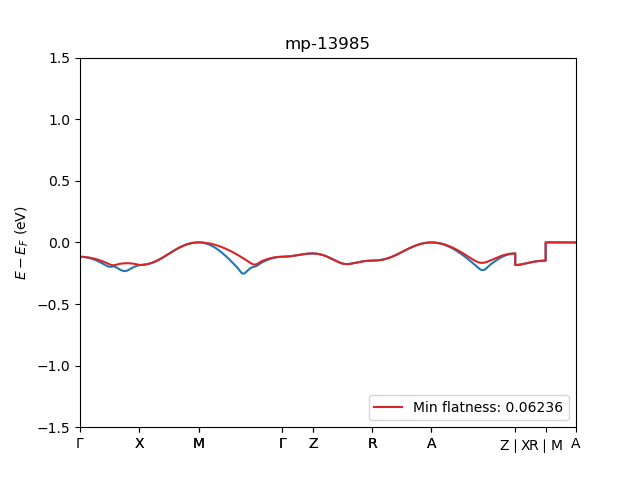 mp-13985
E − E_F (eV)
1.5
1.0
0.5
0.0
−0.5
−1.0
−1.5
Min flatness: 0.06236
Γ X M Γ Z R A Z | XR | M A